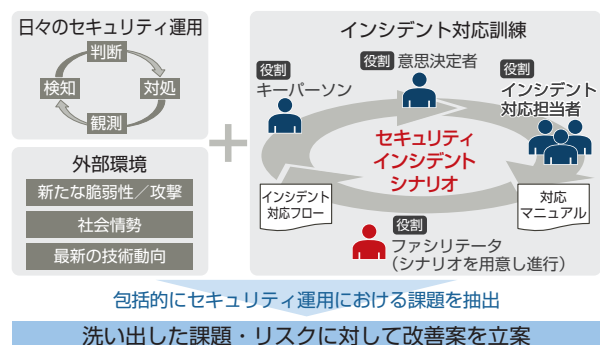 日々のセキュリティ運用
判断
検知
対処
観測
外部環境
新たな脆弱性／攻撃
社会情勢
最新の技術動向
インシデント対応訓練
役割
キーパーソン
役割 意思決定者
役割
インシデント
対応担当者
セキュリティ
インシデント
シナリオ
インシデント
対応フロー
対応
マニュアル
役割
ファシリテータ
（シナリオを用意し進行）
包括的にセキュリティ運用における課題を抽出
洗い出した課題・リスクに対して改善案を立案